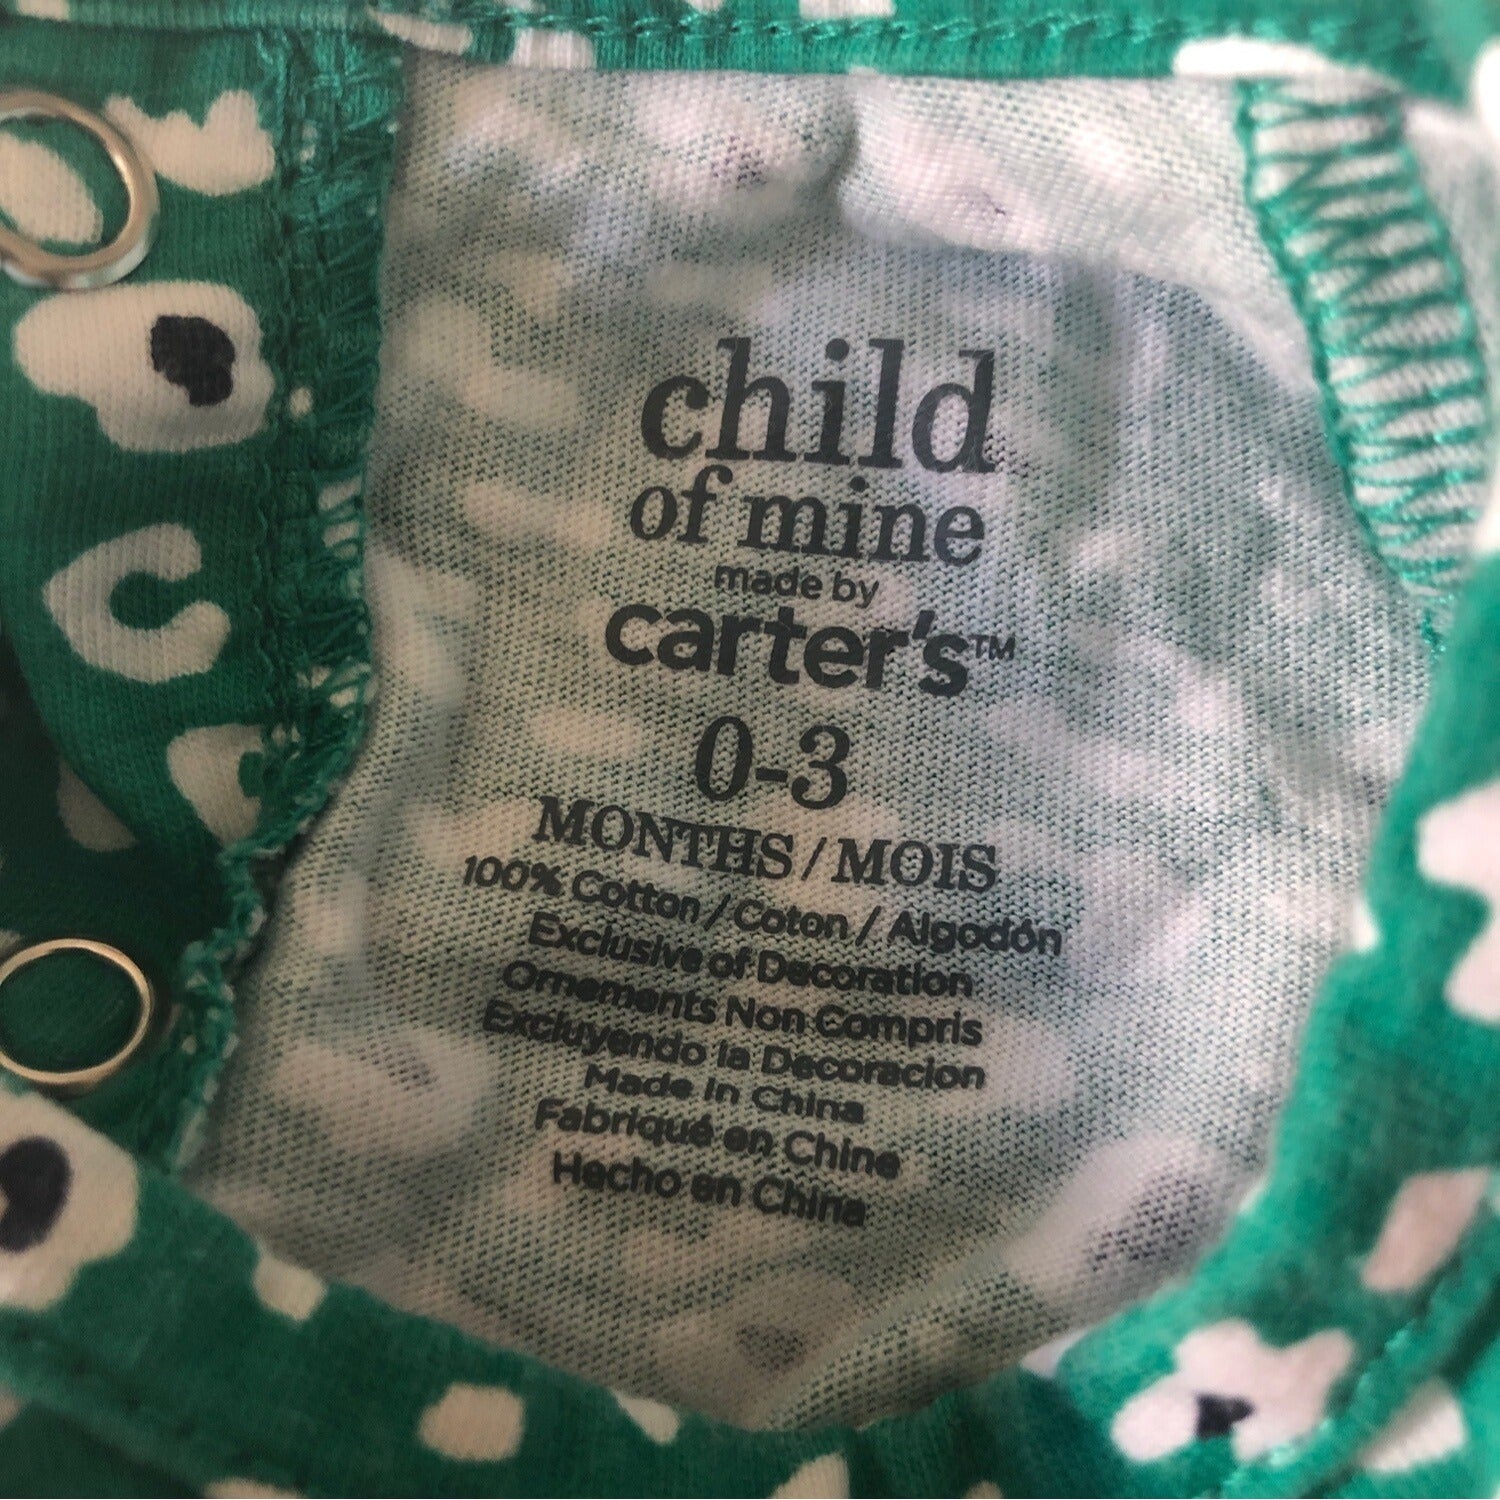 child
of mine
made by
carter's™
0-3
MONTHS / MOIS
100% Cotton / Coton / Algodón
Exclusive of Decoration
Ornements Non Compris
Excluyendo la Decoracion
Made in China
Fabriqué en Chine
Hecho en China